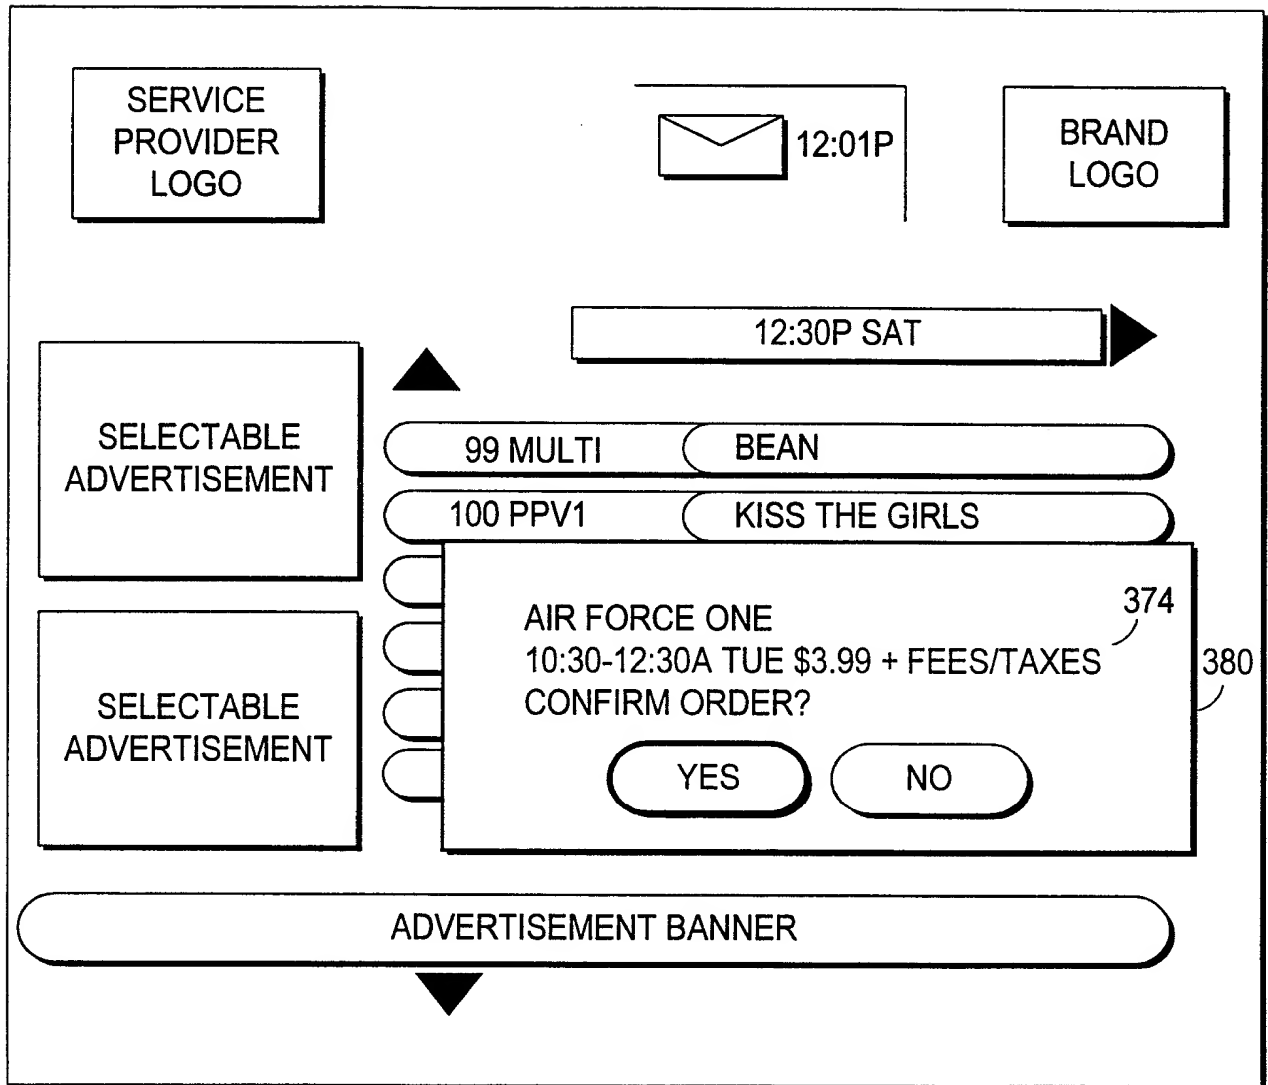 SERVICE
PROVIDER
LOGO
12:01P
BRAND
LOGO
12:30P SAT
SELECTABLE
ADVERTISEMENT
99 MULTI BEAN
100 PPV1 KISS THE GIRLS
374
AIR FORCE ONE
10:30-12:30A TUE $3.99 + FEES/TAXES
380
CONFIRM ORDER?
YES NO
SELECTABLE
ADVERTISEMENT
ADVERTISEMENT BANNER